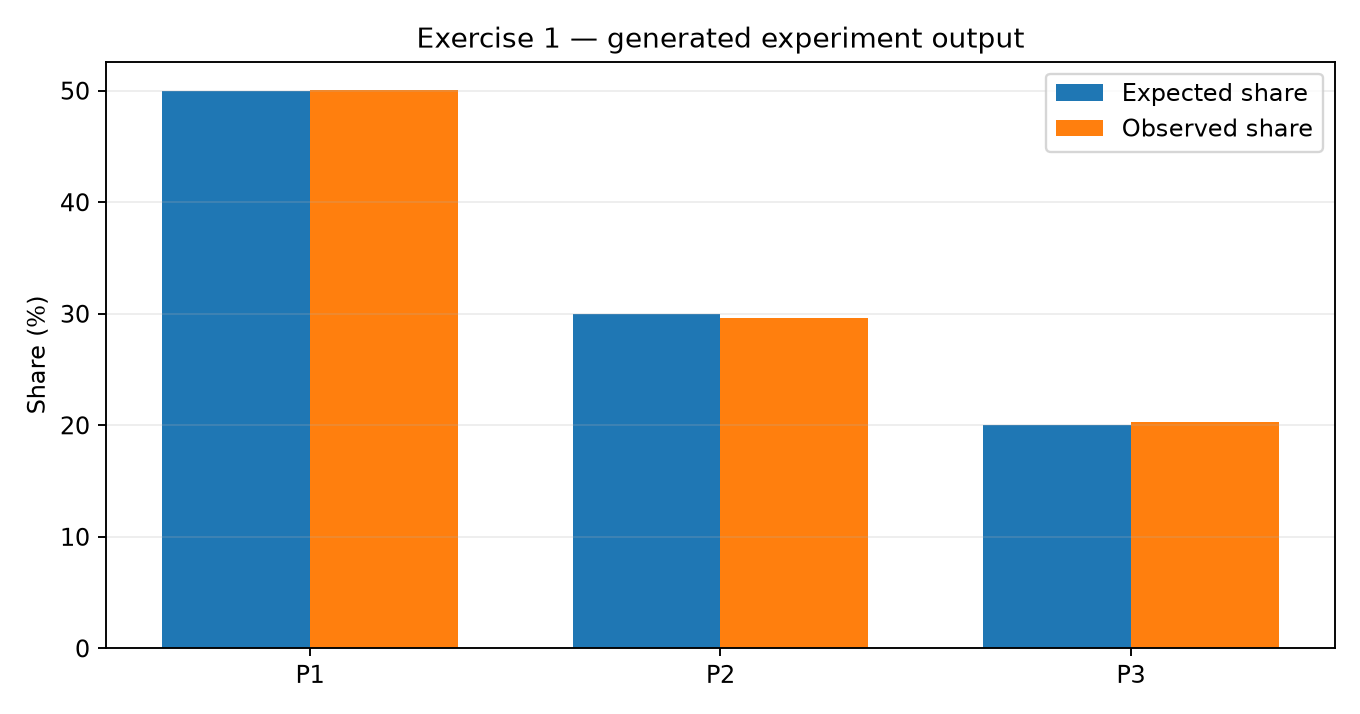 Exercise 1 — generated experiment output
Expected share
Observed share
Share (%)
50
40
30
20
10
0
P1
P2
P3